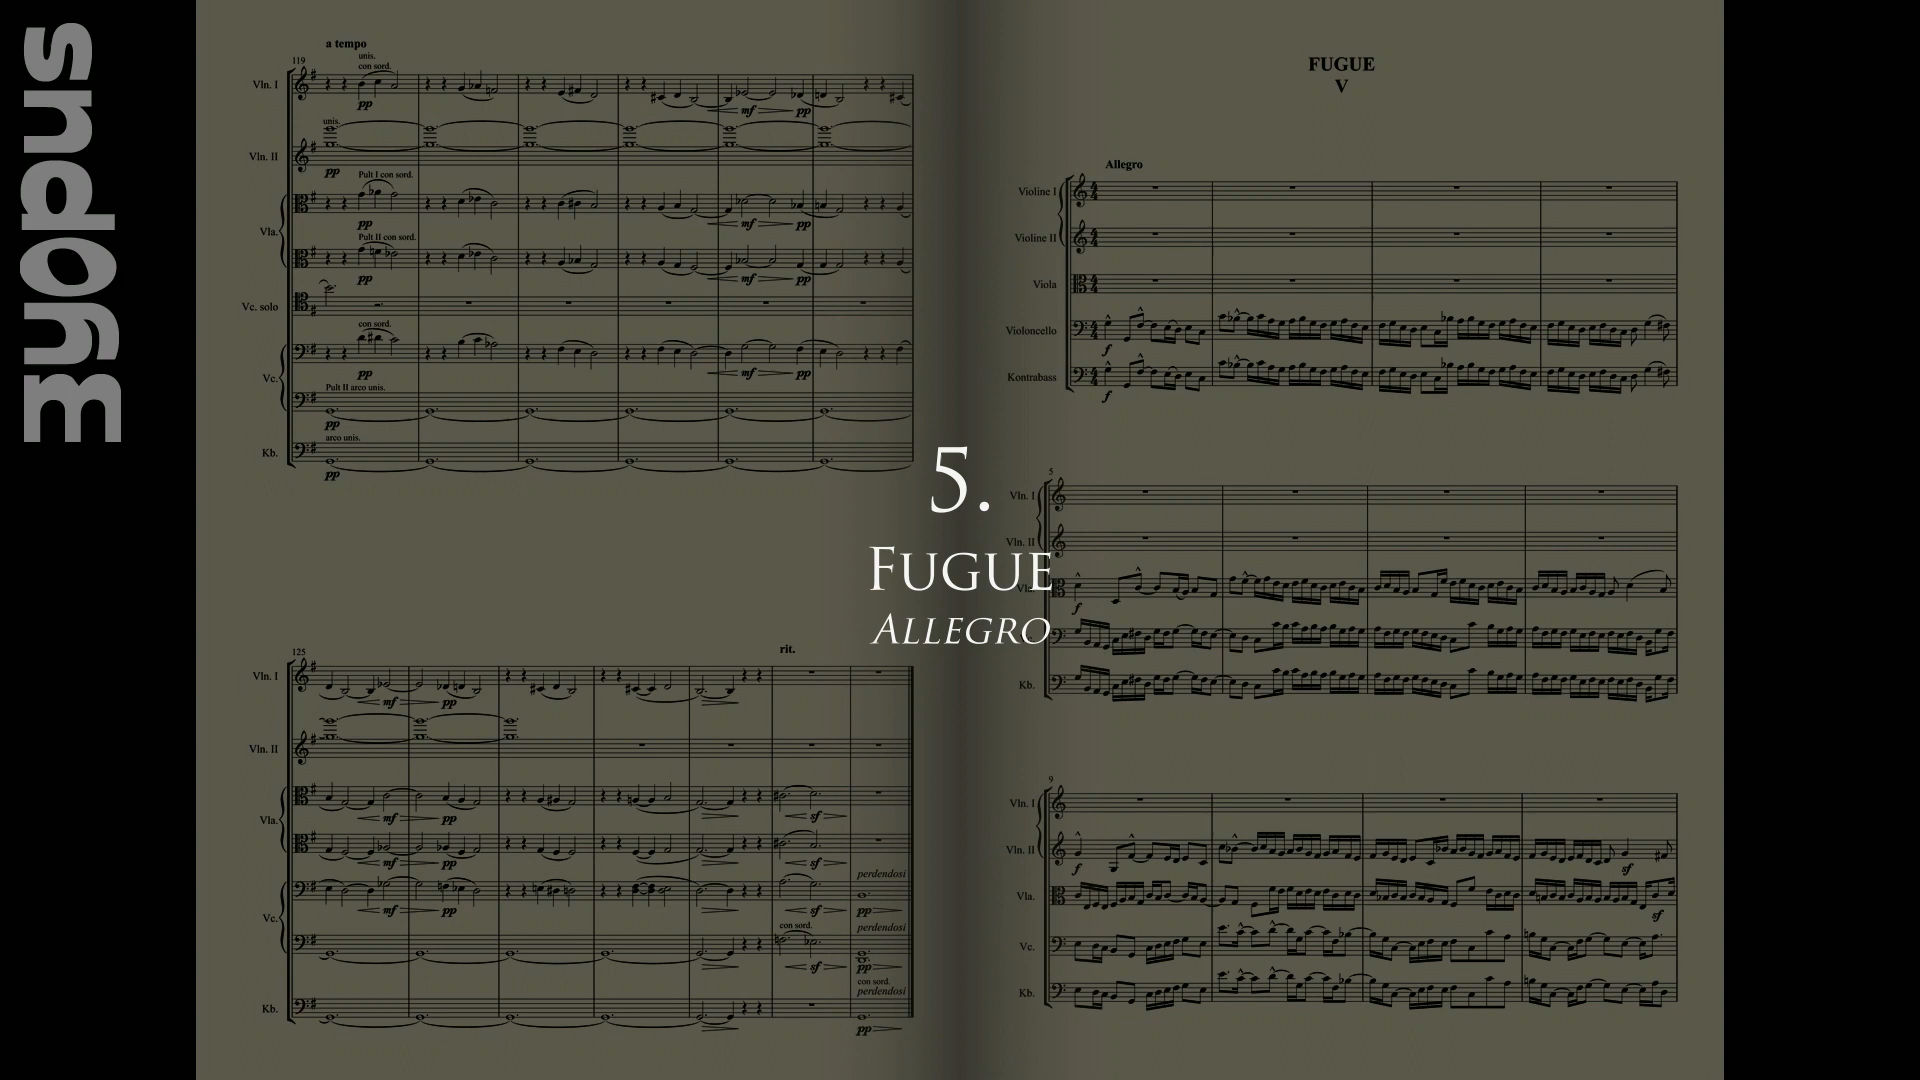 myopus
a tempo
119
unis.
con sord.
Vln. I
pp
mf
pp
unis.
Vln. II
pp
Pult I con sord.
pp
mf
pp
Vla.
Pult II con sord.
pp
mf
pp
Vc. solo
con sord.
pp
mf
pp
Vc.
Pult II arco unis.
pp
arco unis.
Kb.
pp
125
rit.
Vln. I
mf
pp
Vln. II
mf
pp
sf
Vla.
mf
pp
sf
perdendosi
mf
pp
sf
pp
Vc.
con sord.
perdendosi
sf
pp
con sord.
perdendosi
Kb.
pp
5.
FUGUE
ALLEGRO
FUGUE
V
Allegro
Violine I
Violine II
Viola
Violoncello
f
Kontrabass
f
5
Vln. I
Vln. II
Vla.
f
Kb.
9
Vln. I
Vln. II
f
sf
Vla.
sf
Vc.
Kb.